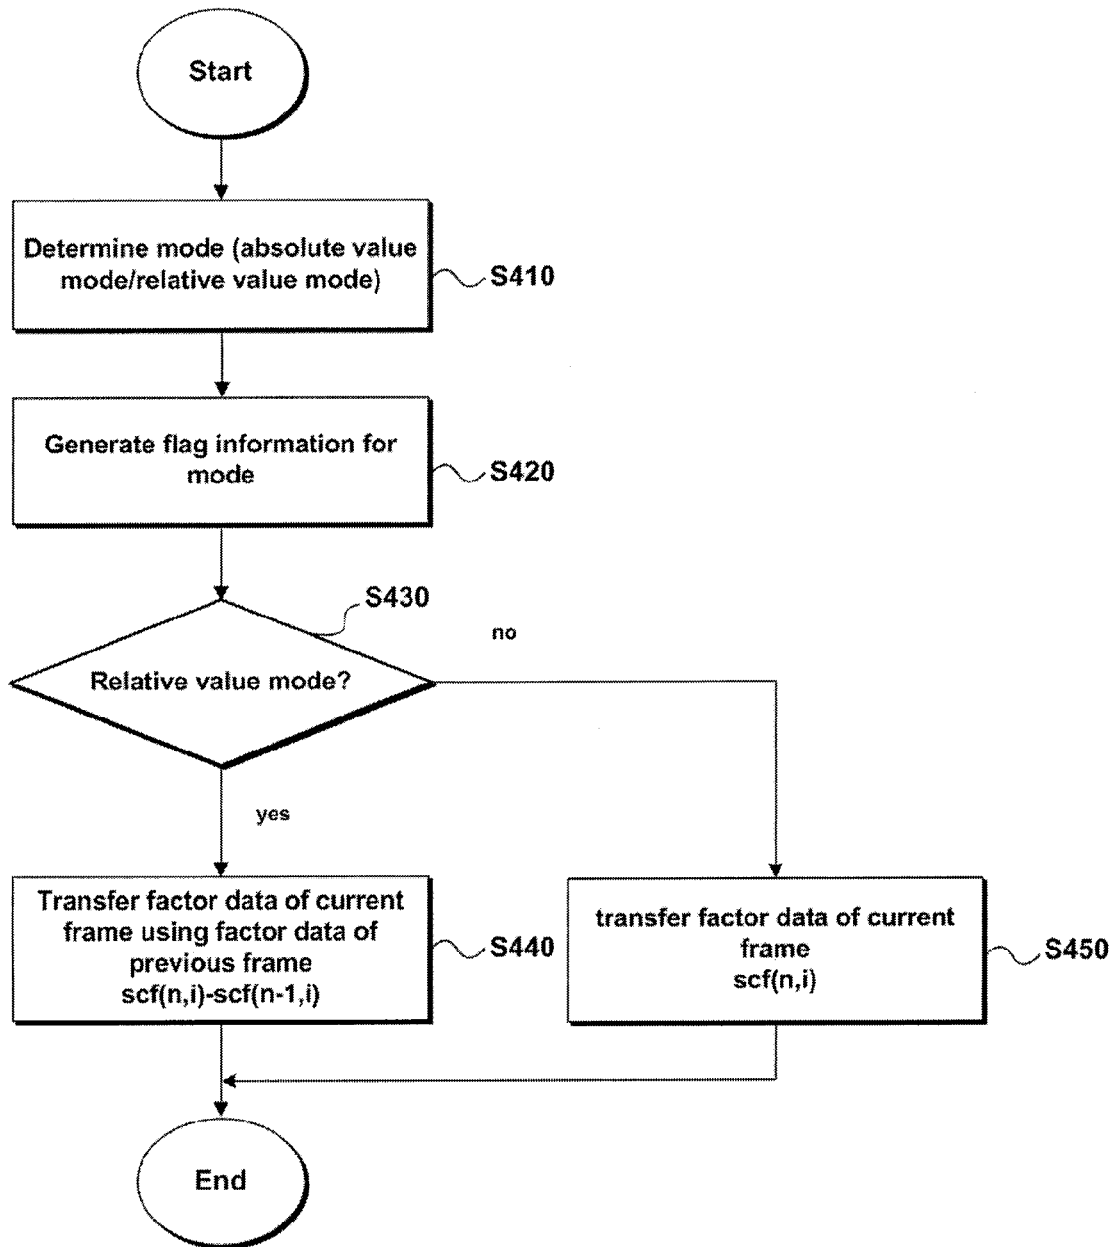 Start
Determine mode (absolute value
mode/relative value mode)
S410
Generate flag information for
mode
S420
S430
no
Relative value mode?
yes
Transfer factor data of current
frame using factor data of
previous frame
scf(n,i)-scf(n-1,i)
S440
transfer factor data of current
frame
scf(n,i)
S450
End